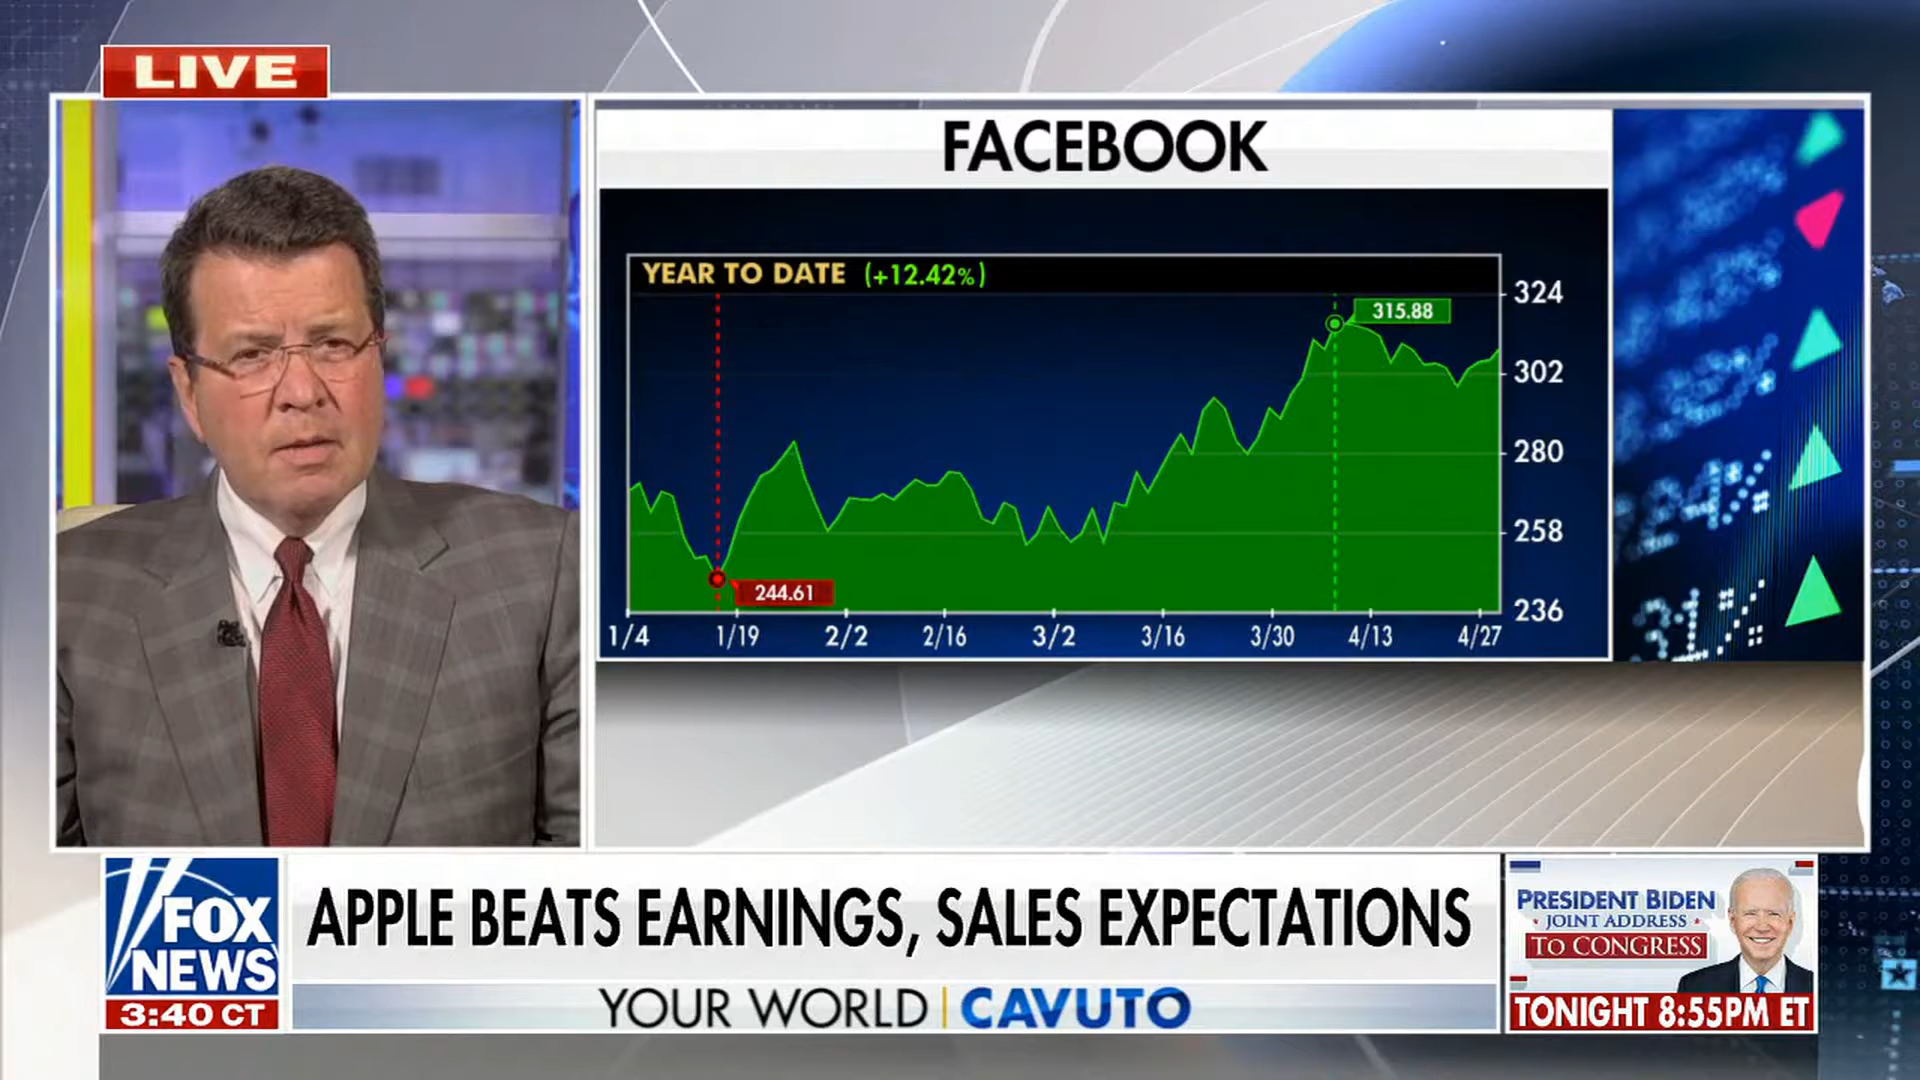 LIVE
FACEBOOK
YEAR TO DATE (+12.42%)
324
315.88
302
280
258
244.61
236
1/4 1/19 2/2 2/16 3/2 3/16 3/30 4/13 4/27
FOX
NEWS
3:40 CT
APPLE BEATS EARNINGS, SALES EXPECTATIONS
YOUR WORLD | CAVUTO
PRESIDENT BIDEN
JOINT ADDRESS
TO CONGRESS
TONIGHT 8:55PM ET